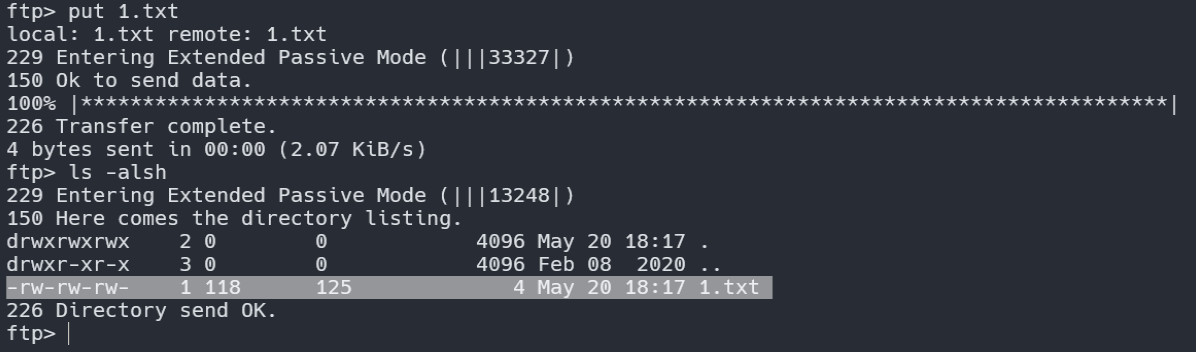 ftp> put 1.txt
local: 1.txt remote: 1.txt
229 Entering Extended Passive Mode (|||33327|)
150 Ok to send data.
100% |*****************************************************************************************|
226 Transfer complete.
4 bytes sent in 00:00 (2.07 KiB/s)
ftp> ls -alsh
229 Entering Extended Passive Mode (|||13248|)
150 Here comes the directory listing.
drwxrwxrwx    2 0        0            4096 May 20 18:17 .
drwxr-xr-x    3 0        0            4096 Feb 08  2020 ..
-rw-rw-rw-    1 118      125             4 May 20 18:17 1.txt
226 Directory send OK.
ftp>